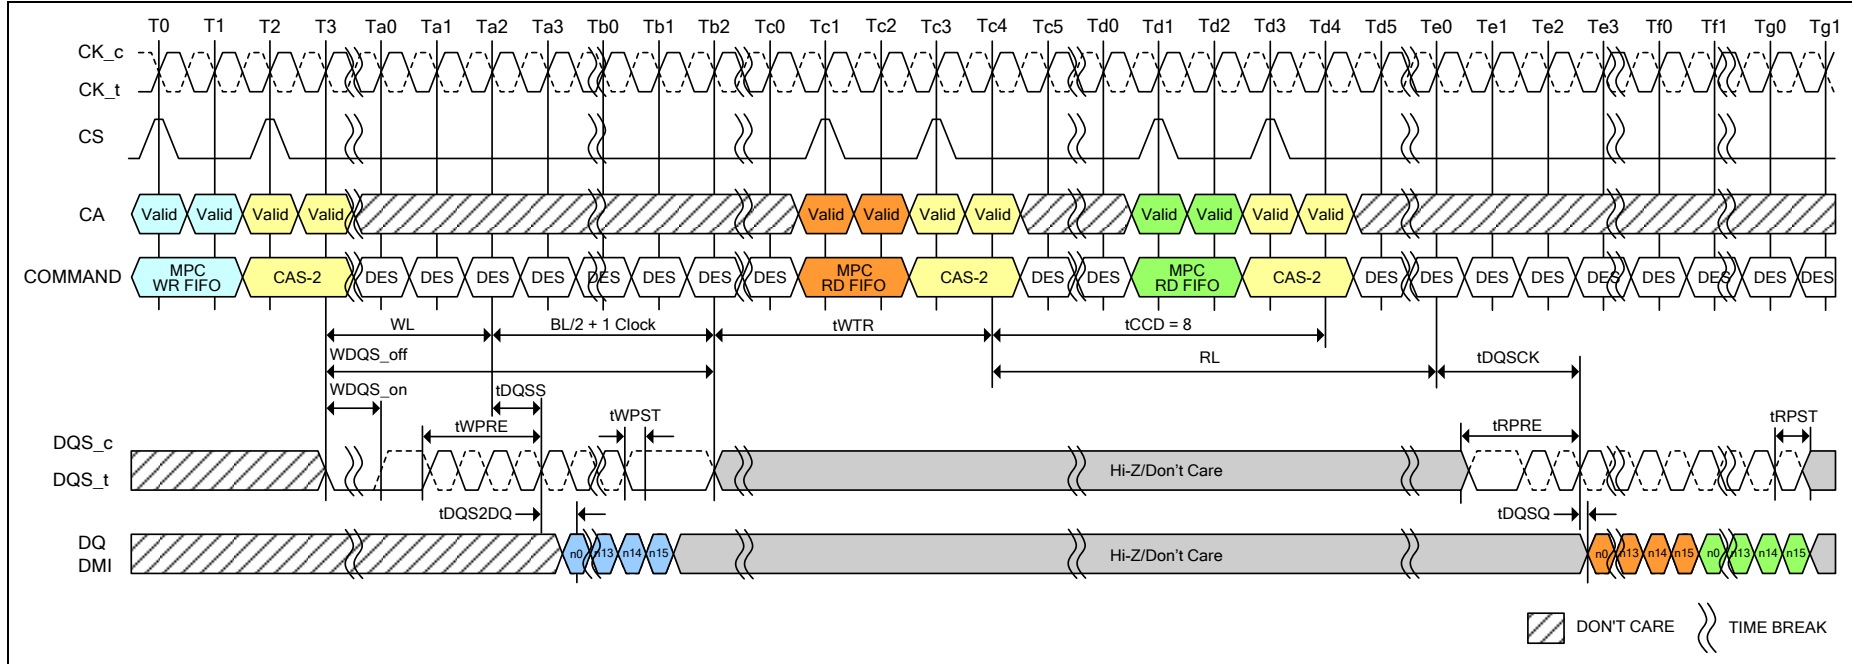 T0 T1 T2 T3 Ta0 Ta1 Ta2 Ta3 Tb0 Tb1 Tb2 Tc0 Tc1 Tc2 Tc3 Tc4 Tc5 Td0 Td1 Td2 Td3 Td4 Td5 Te0 Te1 Te2 Te3 Tf0 Tf1 Tg0 Tg1
CK_c
CK_t
CS
CA Valid Valid Valid Valid Valid Valid Valid Valid Valid Valid Valid Valid
COMMAND
MPC
WR FIFO
CAS-2 DES DES DES DES DES DES DES DES
MPC
RD FIFO
CAS-2 DES DES
MPC
RD FIFO
CAS-2 DES DES DES DES DES DES DES DES DES
WL BL/2 + 1 Clock tWTR tCCD = 8
WDQS_off RL tDQSCK
WDQS_on tDQSS
tWPRE tWPST tRPRE tRPST
DQS_c
DQS_t
Hi-Z/Don't Care
tDQS2DQ tDQSQ
DQ
DMI
n0 n13 n14 n15 Hi-Z/Don't Care n0 n13 n14 n15 n0 n13 n14 n15
DON'T CARE TIME BREAK